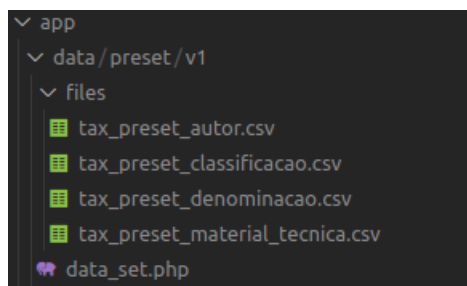 app
data/preset/v1
files
tax_preset_autor.csv
tax_preset_classificacao.csv
tax_preset_denominacao.csv
tax_preset_material_tecnica.csv
data_set.php